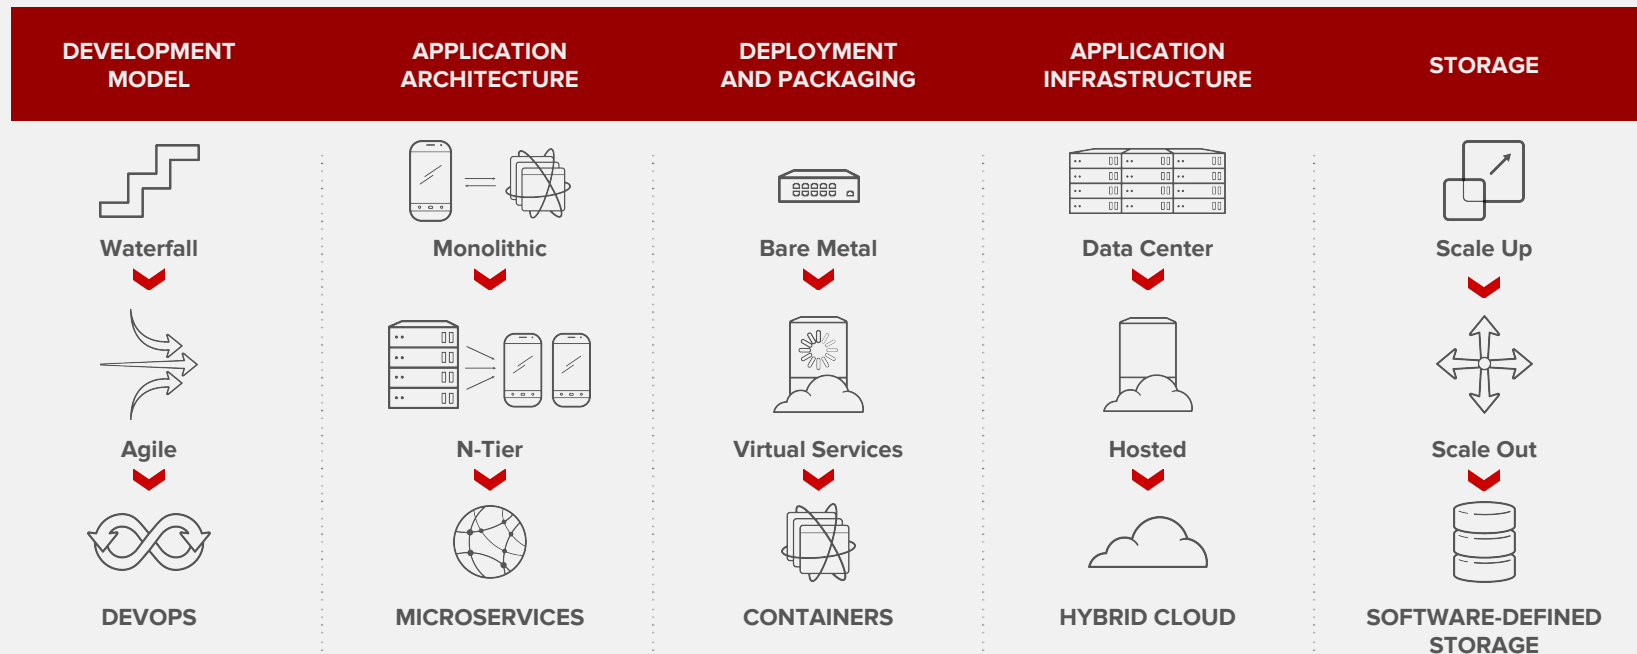 DEVELOPMENT
MODEL
APPLICATION
ARCHITECTURE
DEPLOYMENT
AND PACKAGING
APPLICATION
INFRASTRUCTURE
STORAGE
Waterfall
Monolithic
Bare Metal
Data Center
Scale Up
Agile
N-Tier
Virtual Services
Hosted
Scale Out
DEVOPS
MICROSERVICES
CONTAINERS
HYBRID CLOUD
SOFTWARE-DEFINED
STORAGE